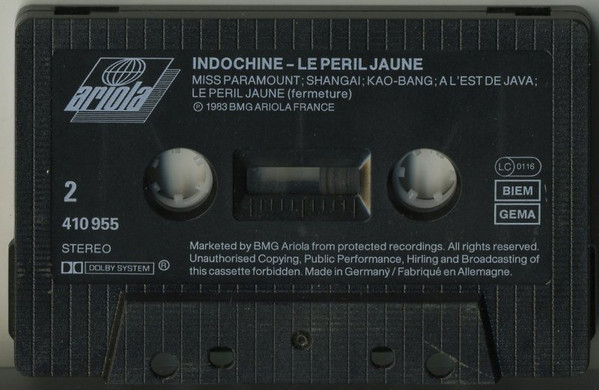 ariola
INDOCHINE – LE PERIL JAUNE
MISS PARAMOUNT; SHANGAI; KAO-BANG; A L'EST DE JAVA;
LE PERIL JAUNE (fermeture)
Ⓟ 1983 BMG ARIOLA FRANCE
LC 0116
2
BIEM
410 955
GEMA
STEREO
DOLBY SYSTEM ®
Marketed by BMG Ariola from protected recordings. All rights reserved.
Unauthorised Copying, Public Performance, Hirling and Broadcasting of
this cassette forbidden. Made in Germany / Fabriqué en Allemagne.